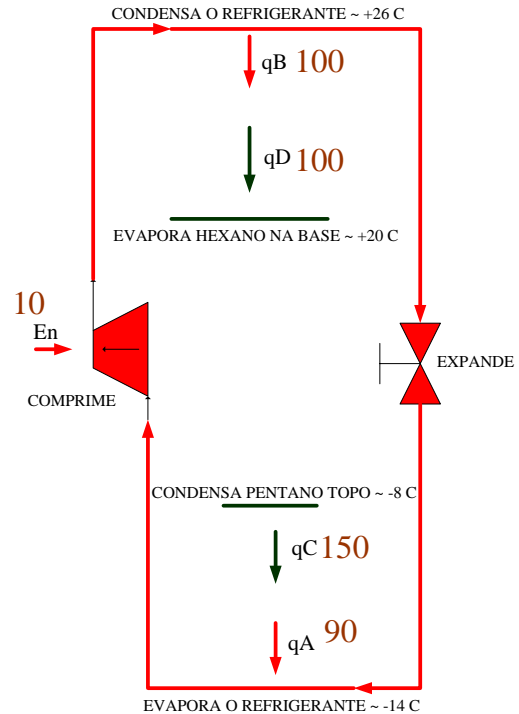 CONDENSA O REFRIGERANTE ~ +26 C
qB 100
qD 100
EVAPORA HEXANO NA BASE ~ +20 C
10
En
COMPRIME
EXPANDE
CONDENSA PENTANO TOPO ~ -8 C
qC 150
qA 90
EVAPORA O REFRIGERANTE ~ -14 C